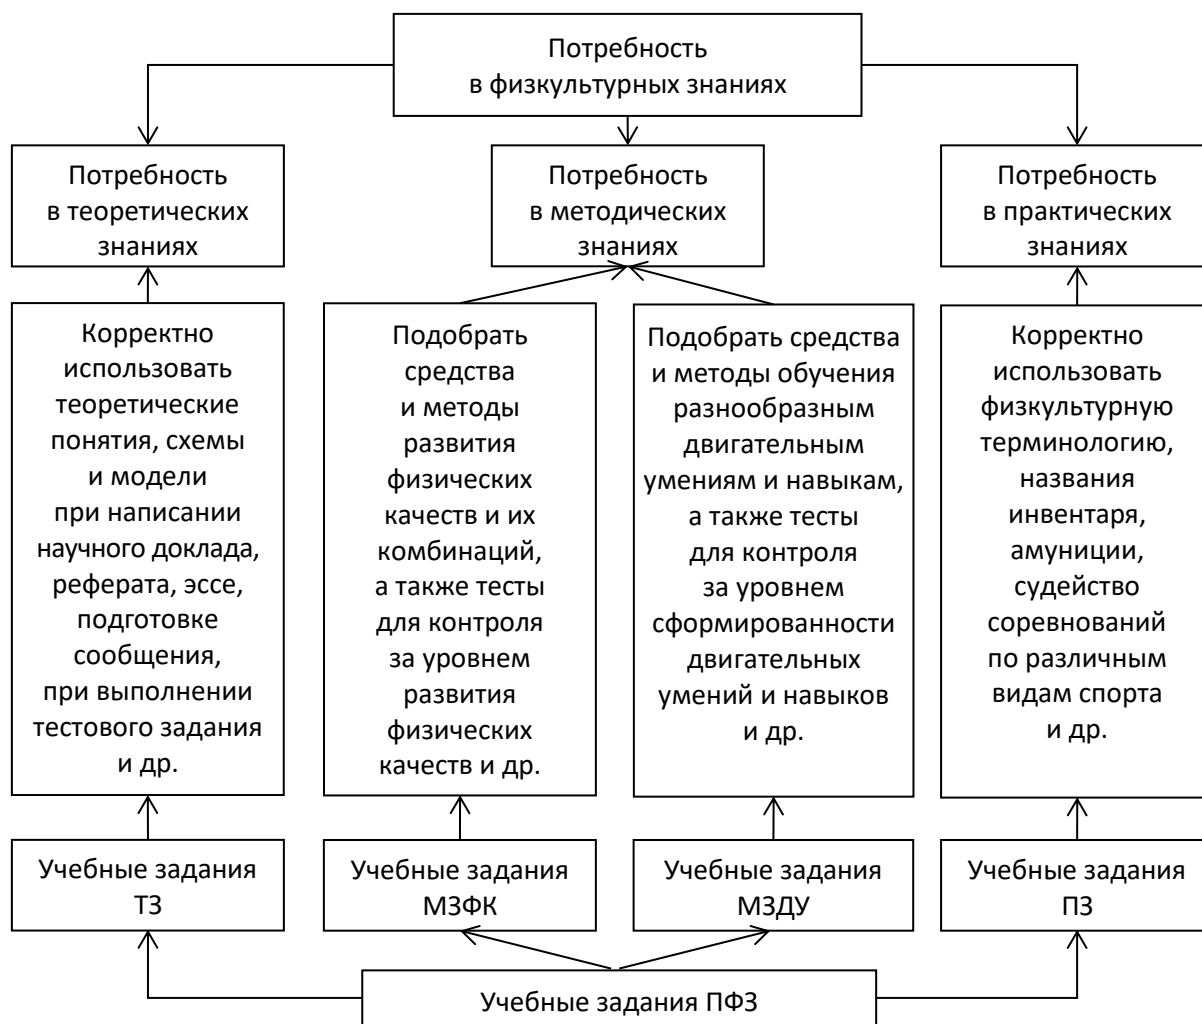 Потребность
в физкультурных знаниях
Потребность
в теоретических
знаниях
Потребность
в методических
знаниях
Потребность
в практических
знаниях
Корректно
использовать
теоретические
понятия, схемы
и модели
при написании
научного доклада,
реферата, эссе,
подготовке
сообщения,
при выполнении
тестового задания
и др.
Подобрать
средства
и методы
развития
физических
качеств и их
комбинаций,
а также тесты
для контроля
за уровнем
развития
физических
качеств и др.
Подобрать средства
и методы обучения
разнообразным
двигательным
умениям и навыкам,
а также тесты
для контроля
за уровнем
сформированности
двигательных
умений и навыков
и др.
Корректно
использовать
физкультурную
терминологию,
названия
инвентаря,
амуниции,
судейство
соревнований
по различным
видам спорта
и др.
Учебные задания
ТЗ
Учебные задания
МЗФК
Учебные задания
МЗДУ
Учебные задания
ПЗ
Учебные задания ПФЗ